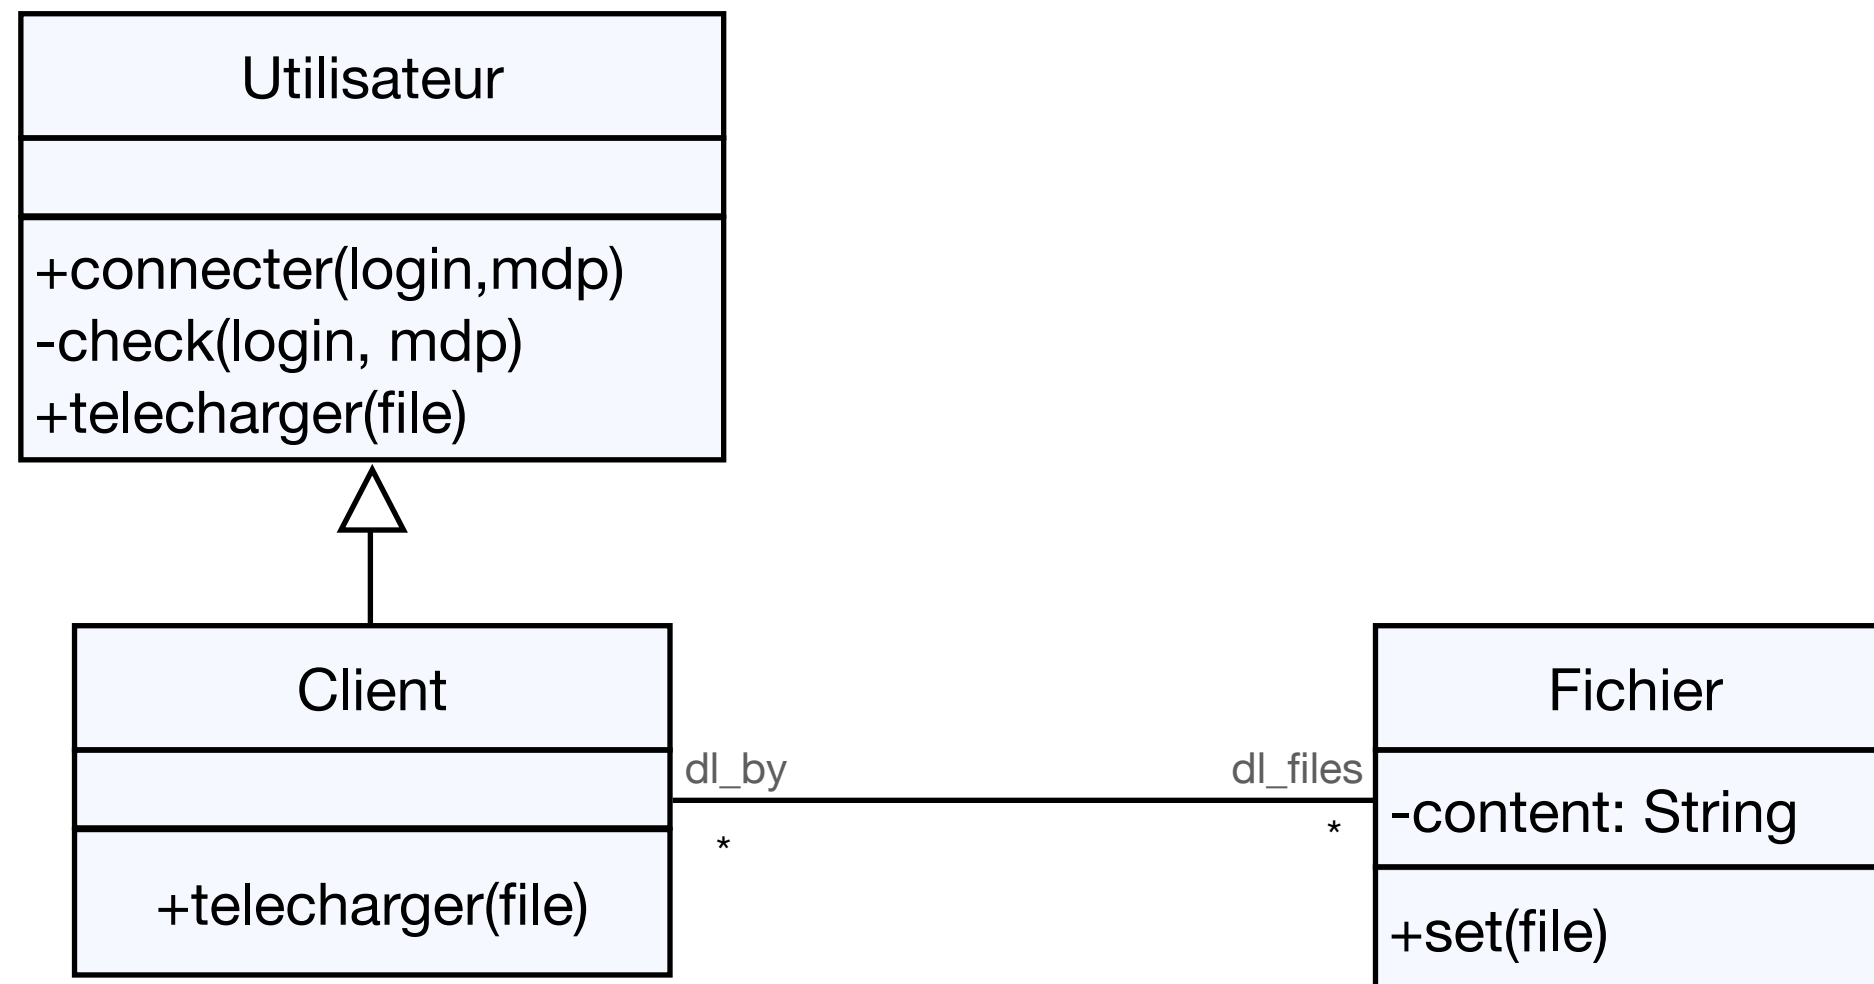 Utilisateur
+connecter(login,mdp)
-check(login, mdp)
+telecharger(file)
Client
+telecharger(file)
dl_by
*
dl_files
*
Fichier
-content: String
+set(file)